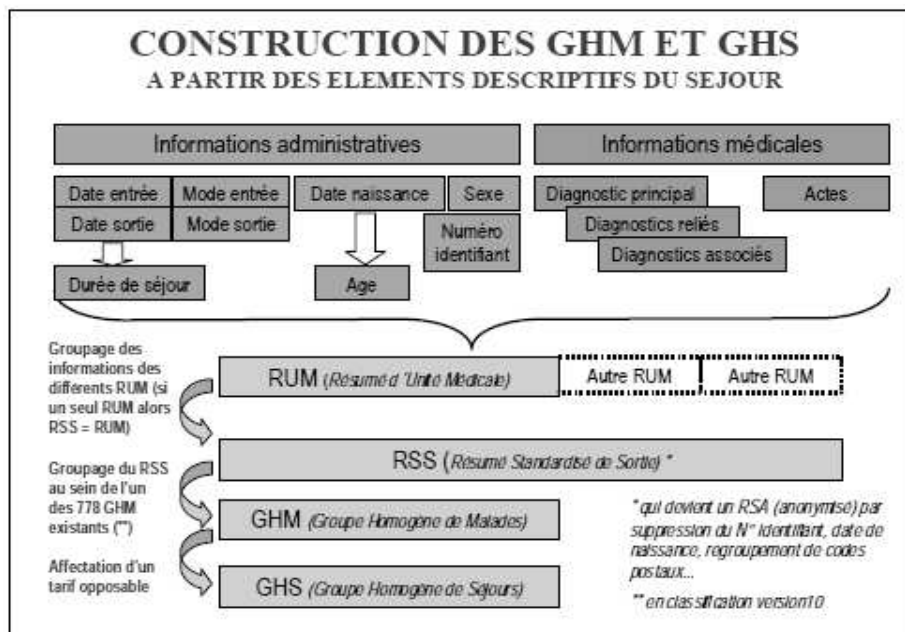 CONSTRUCTION DES GHM ET GHS
A PARTIR DES ELEMENTS DESCRIPTIFS DU SEJOUR
Informations administratives
Informations médicales
Date entrée
Mode entrée
Date naissance
Sexe
Diagnostic principal
Actes
Date sortie
Mode sortie
Numéro
identifiant
Diagnostics reliés
Diagnostics associés
Durée de séjour
Age
Groupage des
informations des
différents RUM (si
un seul RUM alors
RSS = RUM)
RUM (Résumé d'Unité Médicale)
Autre RUM
Autre RUM
RSS (Résumé Standardisé de Sortie) *
Groupage du RSS
au sein de l'un
des 778 GHM
existants (**)
GHM (Groupe Homogène de Malades)
Affectation d'un
tarif opposable
GHS (Groupe Homogène de Séjours)
* qui devient un RSA (anonymisé) par
suppression du N° identifiant, date de
naissance, regroupement de codes
postaux...
** en classification version10